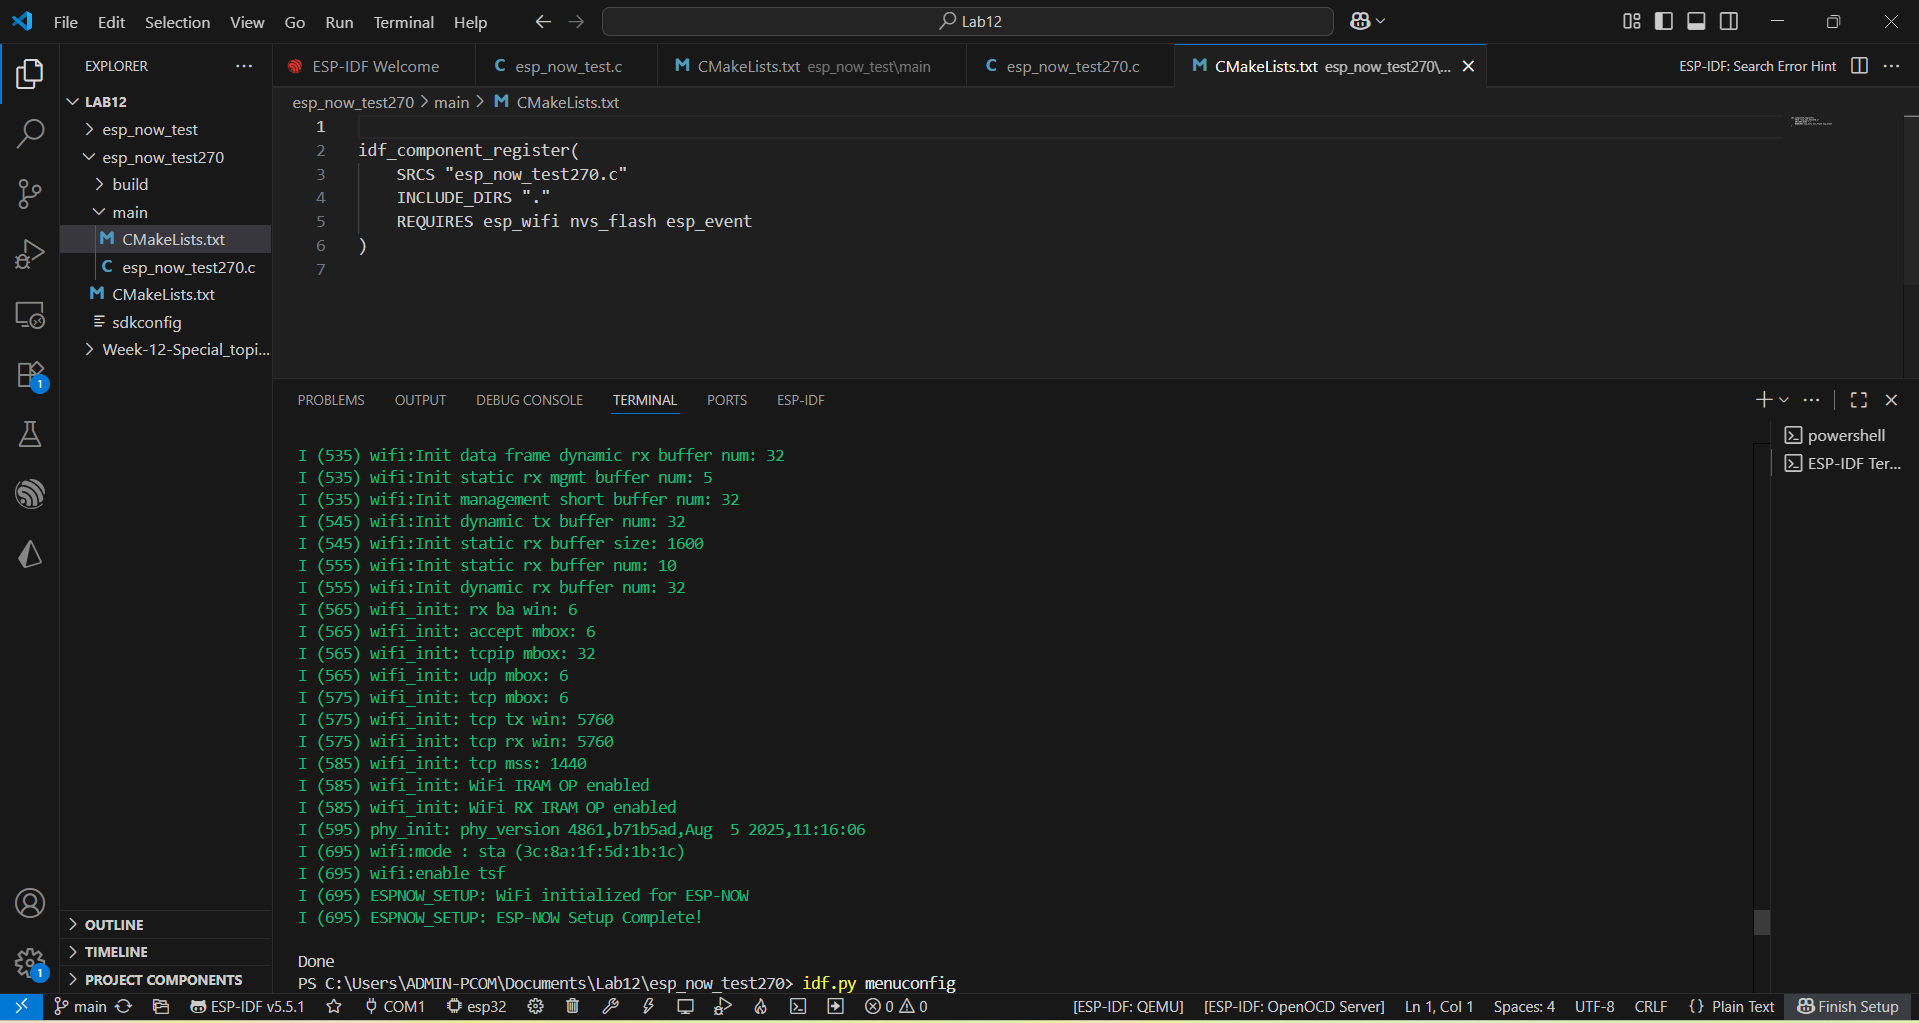 File Edit Selection View Go Run Terminal Help
Lab12
EXPLORER
ESP-IDF Welcome
esp_now_test.c
CMakeLists.txt esp_now_test\main
esp_now_test270.c
CMakeLists.txt esp_now_test270\...
ESP-IDF: Search Error Hint
LAB12
esp_now_test
esp_now_test270
build
main
CMakeLists.txt
esp_now_test270.c
CMakeLists.txt
sdkconfig
Week-12-Special_topi...
OUTLINE
TIMELINE
PROJECT COMPONENTS
1
1
esp_now_test270 > main > CMakeLists.txt
1
2 idf_component_register(
3 SRCS "esp_now_test270.c"
4 INCLUDE_DIRS "."
5 REQUIRES esp_wifi nvs_flash esp_event
6 )
7
PROBLEMS OUTPUT DEBUG CONSOLE TERMINAL PORTS ESP-IDF
powershell
ESP-IDF Ter...
I (535) wifi:Init data frame dynamic rx buffer num: 32
I (535) wifi:Init static rx mgmt buffer num: 5
I (535) wifi:Init management short buffer num: 32
I (545) wifi:Init dynamic tx buffer num: 32
I (545) wifi:Init static rx buffer size: 1600
I (555) wifi:Init static rx buffer num: 10
I (555) wifi:Init dynamic rx buffer num: 32
I (565) wifi_init: rx ba win: 6
I (565) wifi_init: accept mbox: 6
I (565) wifi_init: tcpip mbox: 32
I (565) wifi_init: udp mbox: 6
I (575) wifi_init: tcp mbox: 6
I (575) wifi_init: tcp tx win: 5760
I (575) wifi_init: tcp rx win: 5760
I (585) wifi_init: tcp mss: 1440
I (585) wifi_init: WiFi IRAM OP enabled
I (585) wifi_init: WiFi RX IRAM OP enabled
I (595) phy_init: phy_version 4861,b71b5ad,Aug  5 2025,11:16:06
I (695) wifi:mode : sta (3c:8a:1f:5d:1b:1c)
I (695) wifi:enable tsf
I (695) ESPNOW_SETUP: WiFi initialized for ESP-NOW
I (695) ESPNOW_SETUP: ESP-NOW Setup Complete!
Done
PS C:\Users\ADMIN-PCOM\Documents\Lab12\esp_now_test270> idf.py menuconfig
main ESP-IDF v5.5.1 COM1 esp32 0 0 [ESP-IDF: QEMU] [ESP-IDF: OpenOCD Server] Ln 1, Col 1 Spaces: 4 UTF-8 CRLF {} Plain Text Finish Setup